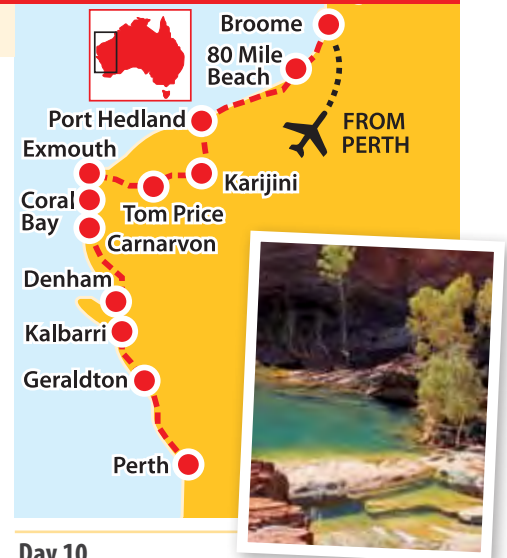 Broome
80 Mile
Beach
Port Hedland
FROM
PERTH
Exmouth
Karijini
Coral
Bay
Tom Price
Carnarvon
Denham
Kalbarri
Geraldton
Perth
Day 10